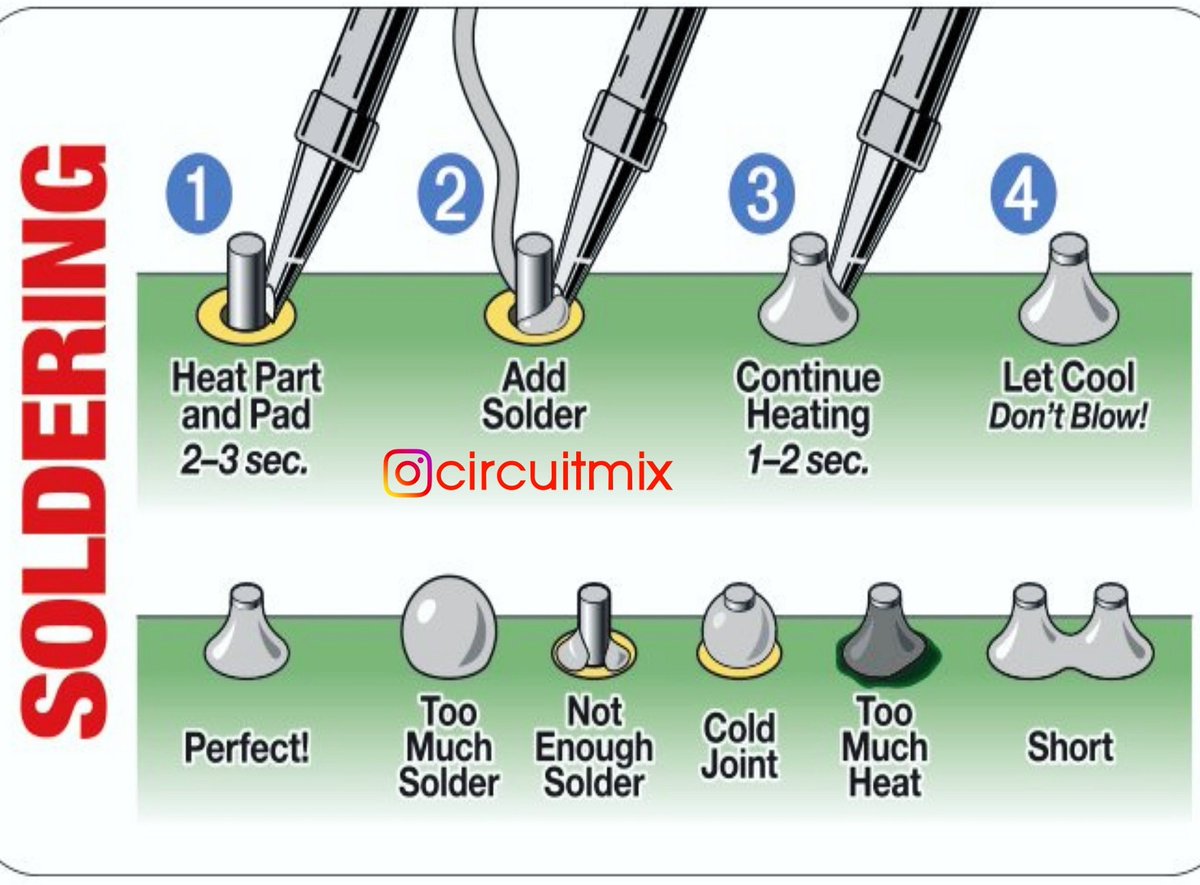 SOLDERING
1
2
3
4
Heat Part
and Pad
2–3 sec.
Add
Solder
Continue
Heating
1–2 sec.
Let Cool
Don't Blow!
circuitmix
Perfect!
Too
Much
Solder
Not
Enough
Solder
Cold
Joint
Too
Much
Heat
Short